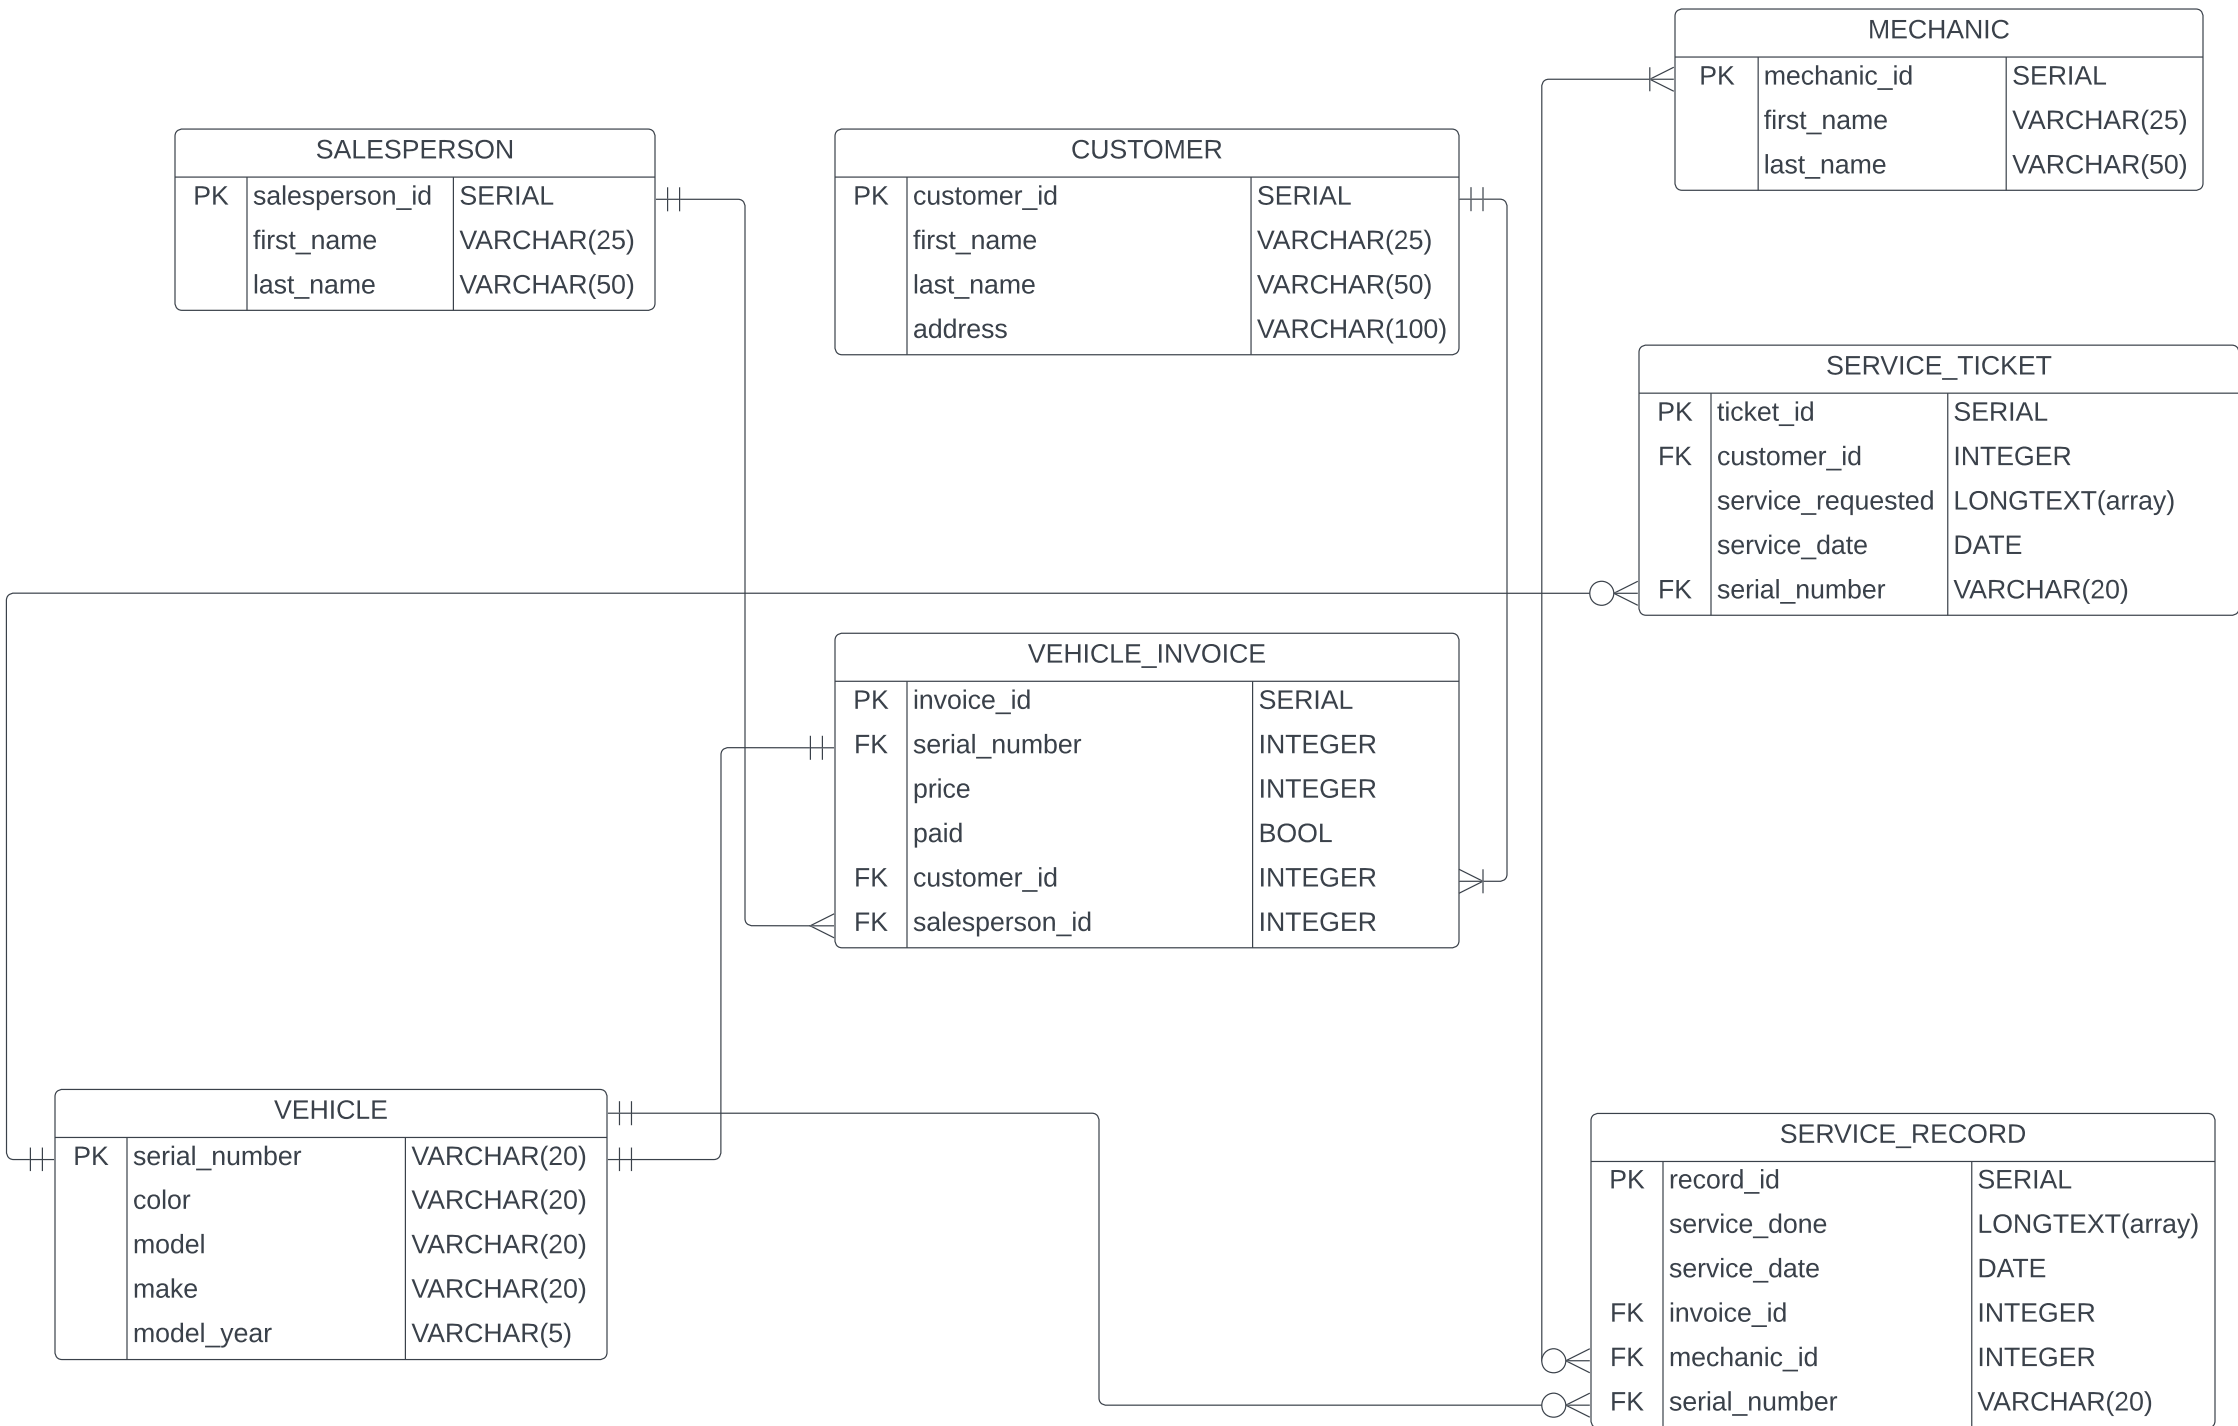 MECHANIC
PK mechanic_id SERIAL
first_name VARCHAR(25)
last_name VARCHAR(50)
SALESPERSON
PK salesperson_id SERIAL
first_name VARCHAR(25)
last_name VARCHAR(50)
CUSTOMER
PK customer_id SERIAL
first_name VARCHAR(25)
last_name VARCHAR(50)
address VARCHAR(100)
SERVICE_TICKET
PK ticket_id SERIAL
FK customer_id INTEGER
service_requested LONGTEXT(array)
service_date DATE
FK serial_number VARCHAR(20)
VEHICLE_INVOICE
PK invoice_id SERIAL
FK serial_number INTEGER
price INTEGER
paid BOOL
FK customer_id INTEGER
FK salesperson_id INTEGER
VEHICLE
PK serial_number VARCHAR(20)
color VARCHAR(20)
model VARCHAR(20)
make VARCHAR(20)
model_year VARCHAR(5)
SERVICE_RECORD
PK record_id SERIAL
service_done LONGTEXT(array)
service_date DATE
FK invoice_id INTEGER
FK mechanic_id INTEGER
FK serial_number VARCHAR(20)